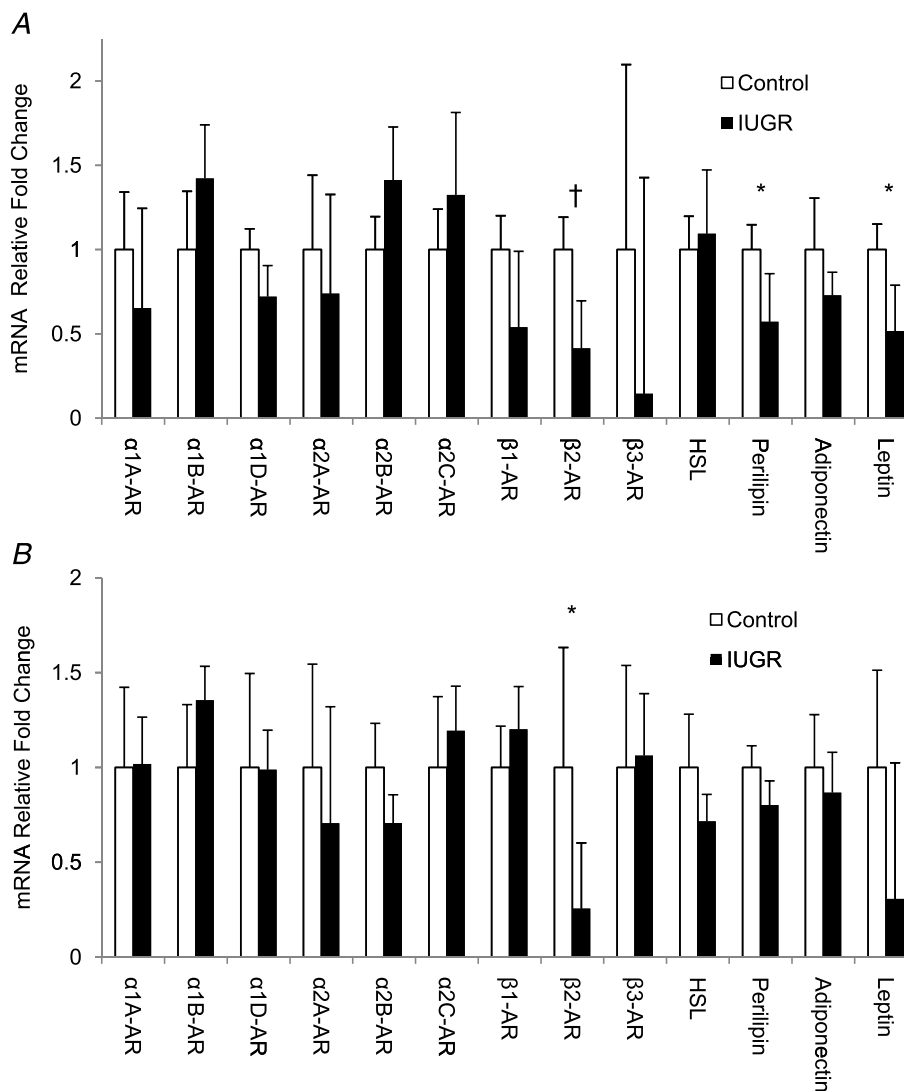 A
mRNA Relative Fold Change
2
1.5
1
0.5
0
Control
IUGR
†
*
*
α1A-AR
α1B-AR
α1D-AR
α2A-AR
α2B-AR
α2C-AR
β1-AR
β2-AR
β3-AR
HSL
Perilipin
Adiponectin
Leptin
B
mRNA Relative Fold Change
2
1.5
1
0.5
0
*
Control
IUGR
α1A-AR
α1B-AR
α1D-AR
α2A-AR
α2B-AR
α2C-AR
β1-AR
β2-AR
β3-AR
HSL
Perilipin
Adiponectin
Leptin